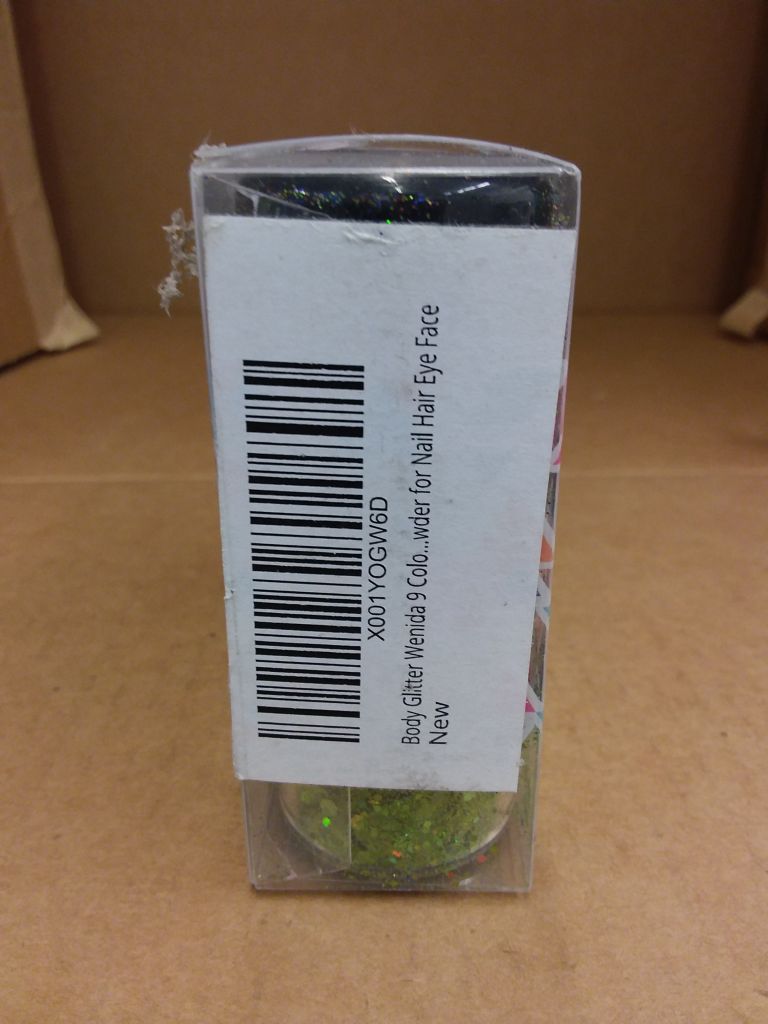 X001YOGW6D
Body Glitter Wenida 9 Colo...wder for Nail Hair Eye Face
New